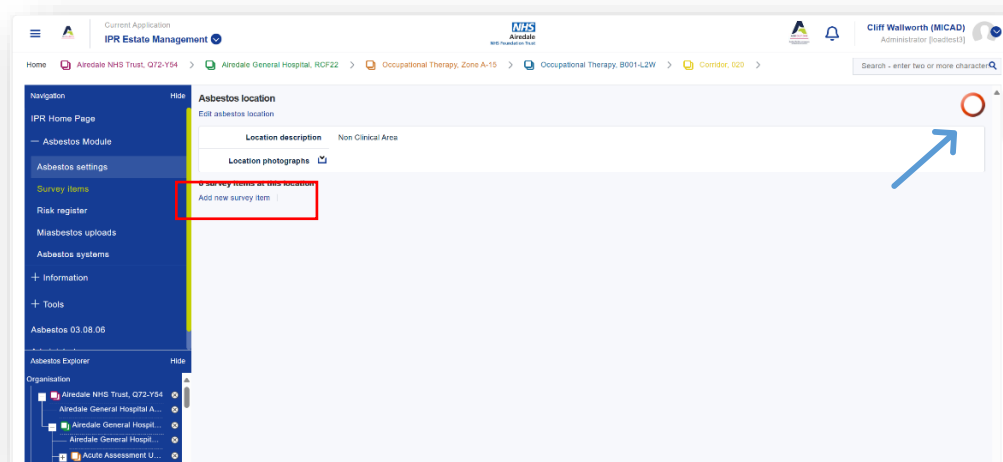 Current Application
IPR Estate Management
NHS
Airedale
NHS Foundation Trust
Cliff Wallworth (MICAD)
Administrator [loadtest3]
Home Airedale NHS Trust, Q72-Y54 > Airedale General Hospital, RCF22 > Occupational Therapy, Zone A-15 > Occupational Therapy, B001-L2W > Corridor, 020 >
Search - enter two or more character
Navigation Hide
IPR Home Page
Asbestos Module
Asbestos settings
Survey items
Risk register
Miasbestos uploads
Asbestos systems
+ Information
+ Tools
Asbestos 03.08.06
Asbestos Explorer Hide
Organisation
Airedale NHS Trust, Q72-Y54
Airedale General Hospital A...
Airedale General Hospit...
Airedale General Hospit...
Acute Assessment U...
Asbestos location
Edit asbestos location
Location description Non Clinical Area
Location photographs
0 survey items at this location
Add new survey item